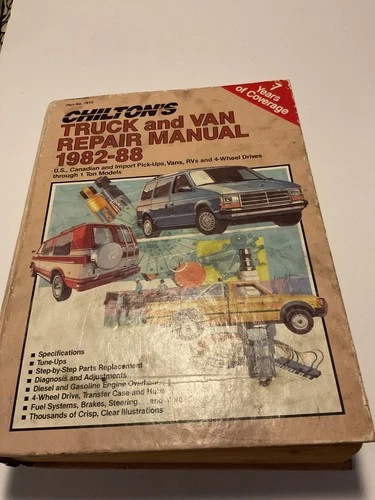 CHILTON'S
TRUCK and VAN
REPAIR MANUAL
1982-88
U.S., Canadian and Import Pick-Ups, Vans, RVs and 4-Wheel Drives
through 1 Ton Models
7
Years
of Coverage
■ Specifications
■ Tune-Ups
■ Step-by-Step Parts Replacement
■ Diagnosis and Adjustments
■ Diesel and Gasoline Engine Overhaul
■ 4-Wheel Drive, Transfer Case and
■ Fuel Systems, Brakes, Steering . . . and
■ Thousands of Crisp, Clear Illustrations